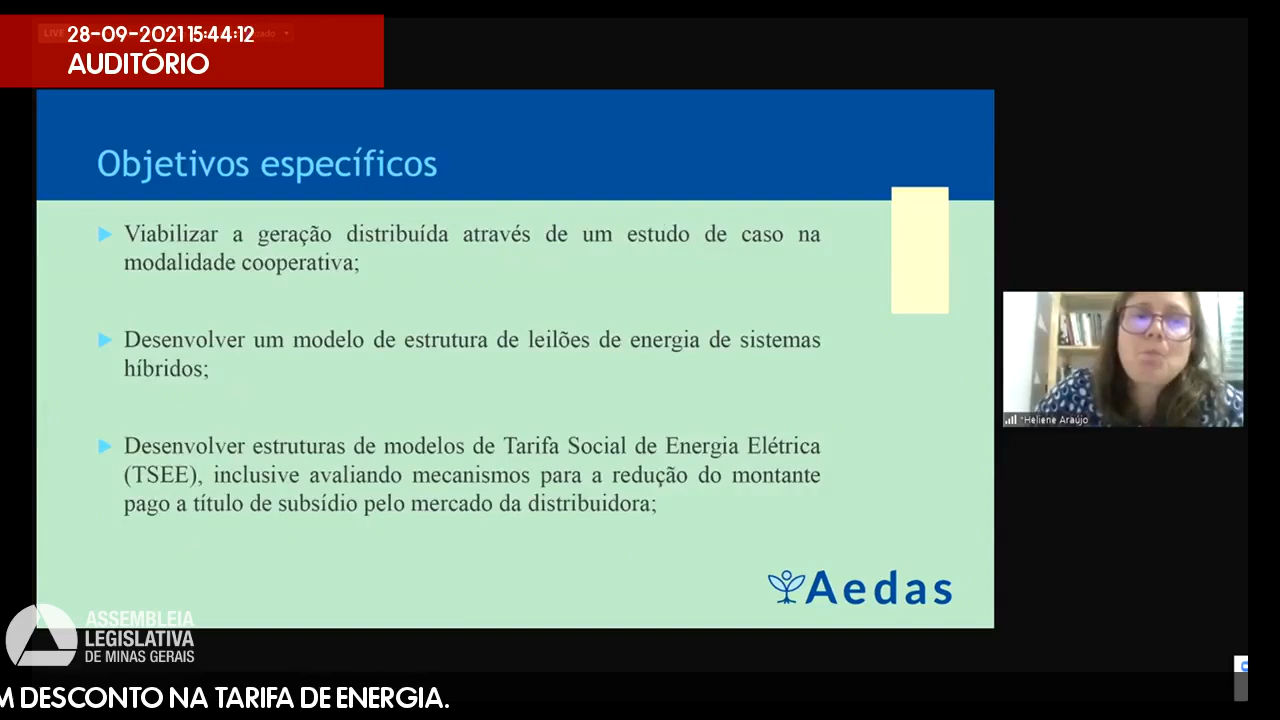 LIVE
28-09-2021 15:44:12
AUDITÓRIO
Objetivos específicos
Viabilizar a geração distribuída através de um estudo de caso na
modalidade cooperativa;
Desenvolver um modelo de estrutura de leilões de energia de sistemas
híbridos;
Desenvolver estruturas de modelos de Tarifa Social de Energia Elétrica
(TSEE), inclusive avaliando mecanismos para a redução do montante
pago a título de subsídio pelo mercado da distribuidora;
Aedas
*Heliene Araújo
ASSEMBLEIA
LEGISLATIVA
DE MINAS GERAIS
M DESCONTO NA TARIFA DE ENERGIA.